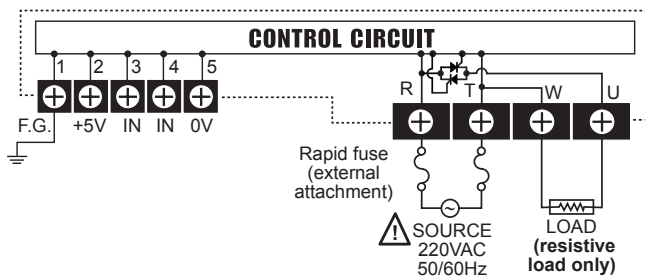 CONTROL CIRCUIT
1 2 3 4 5
R T W U
F.G. +5V IN IN 0V
Rapid fuse
(external
attachment)
SOURCE
220VAC
50/60Hz
LOAD
(resistive
load only)